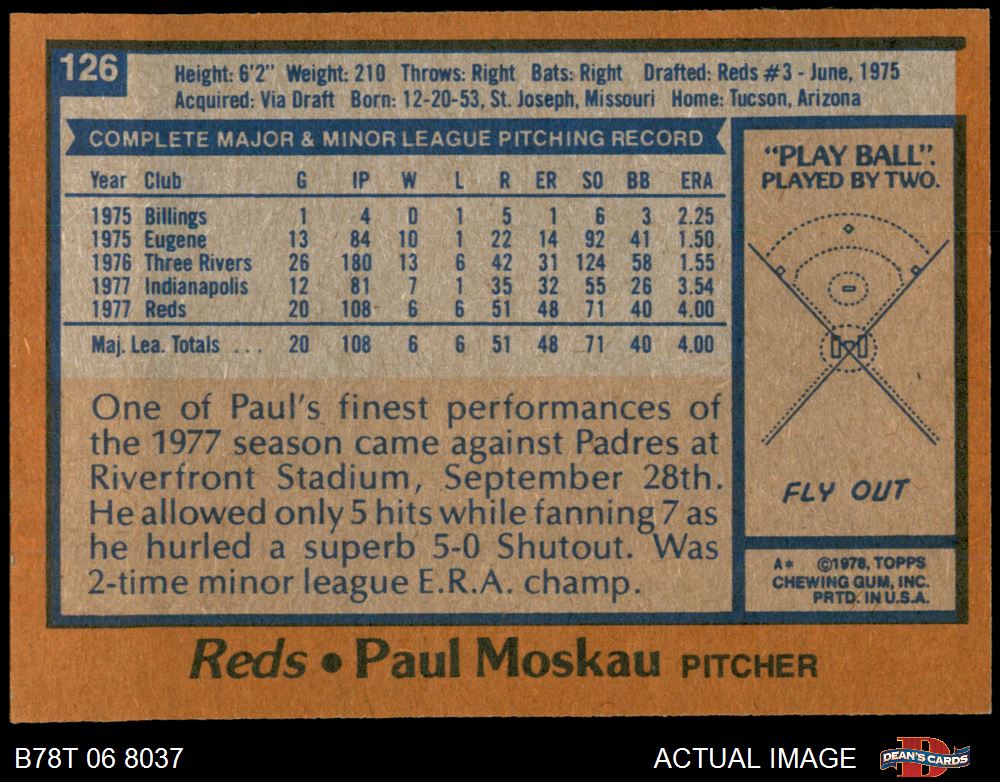 126
Height: 6'2" Weight: 210 Throws: Right Bats: Right Drafted: Reds #3 - June, 1975
Acquired: Via Draft Born: 12-20-53, St. Joseph, Missouri Home: Tucson, Arizona
COMPLETE MAJOR & MINOR LEAGUE PITCHING RECORD
Year Club G IP W L R ER SO BB ERA
1975 Billings 1 4 0 1 5 1 6 3 2.25
1975 Eugene 13 84 10 1 22 14 92 41 1.50
1976 Three Rivers 26 180 13 6 42 31 124 58 1.55
1977 Indianapolis 12 81 7 1 35 32 55 26 3.54
1977 Reds 20 108 6 6 51 48 71 40 4.00
Maj. Lea. Totals ... 20 108 6 6 51 48 71 40 4.00
One of Paul's finest performances of
the 1977 season came against Padres at
Riverfront Stadium, September 28th.
He allowed only 5 hits while fanning 7 as
he hurled a superb 5-0 Shutout. Was
2-time minor league E.R.A. champ.
"PLAY BALL".
PLAYED BY TWO.
FLY OUT
A* ©1978, TOPPS
CHEWING GUM, INC.
PRTD. IN U.S.A.
Reds • Paul Moskau PITCHER
B78T 06 8037
ACTUAL IMAGE
DEAN'S CARDS